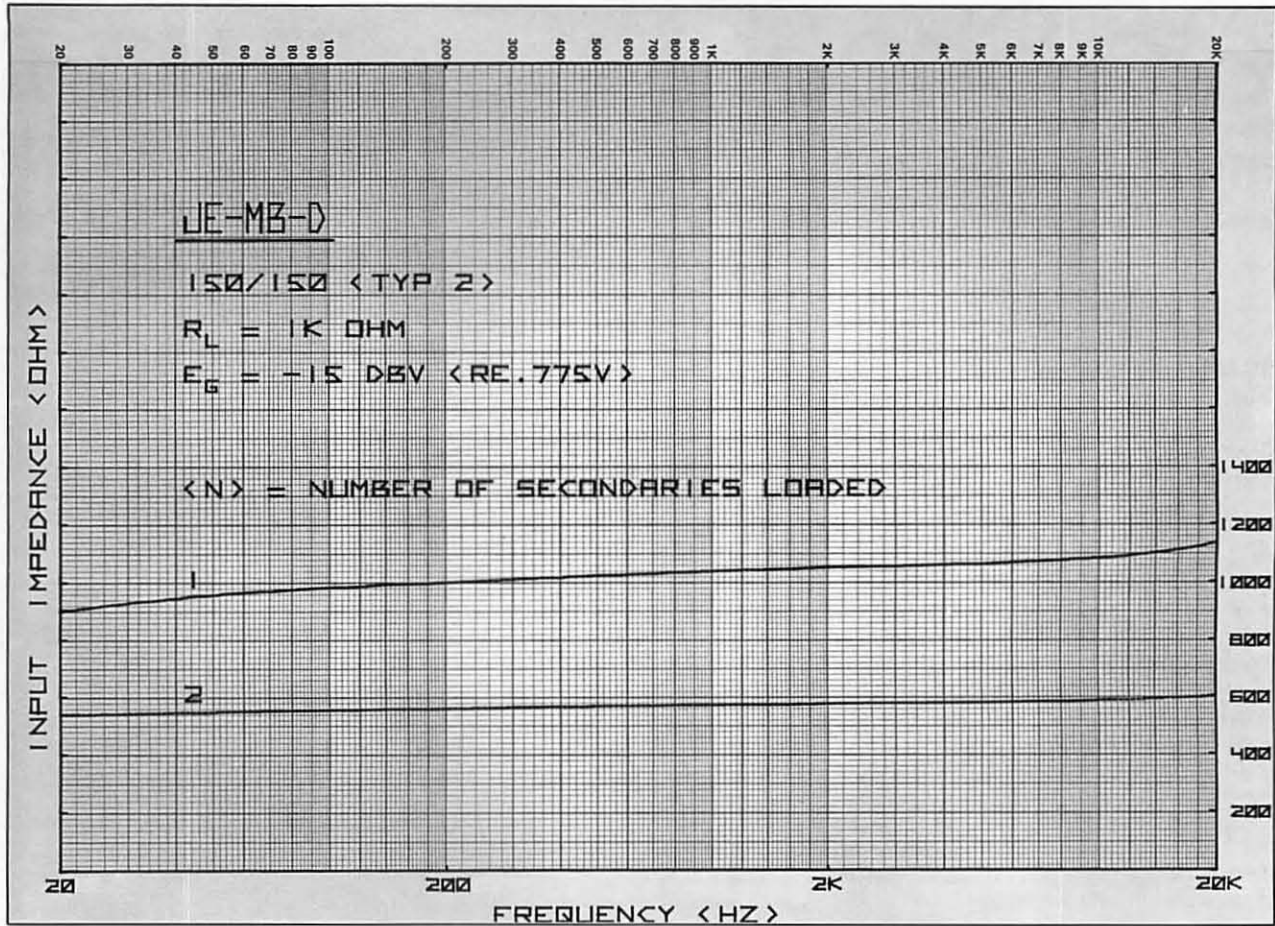 20 30 40 50 60 70 80 90 100 200 300 400 500 600 700 800 900 1K 2K 3K 4K 5K 6K 7K 8K 9K 10K 20K
JE-MB-D
150/150 <TYP 2>
RL = 1K OHM
EG = -15 DBV <RE.775V>
<N> = NUMBER OF SECONDARIES LOADED
1
2
INPUT IMPEDANCE <OHM>
1400
1200
1000
800
600
400
200
20 200 2K 20K
FREQUENCY <HZ>